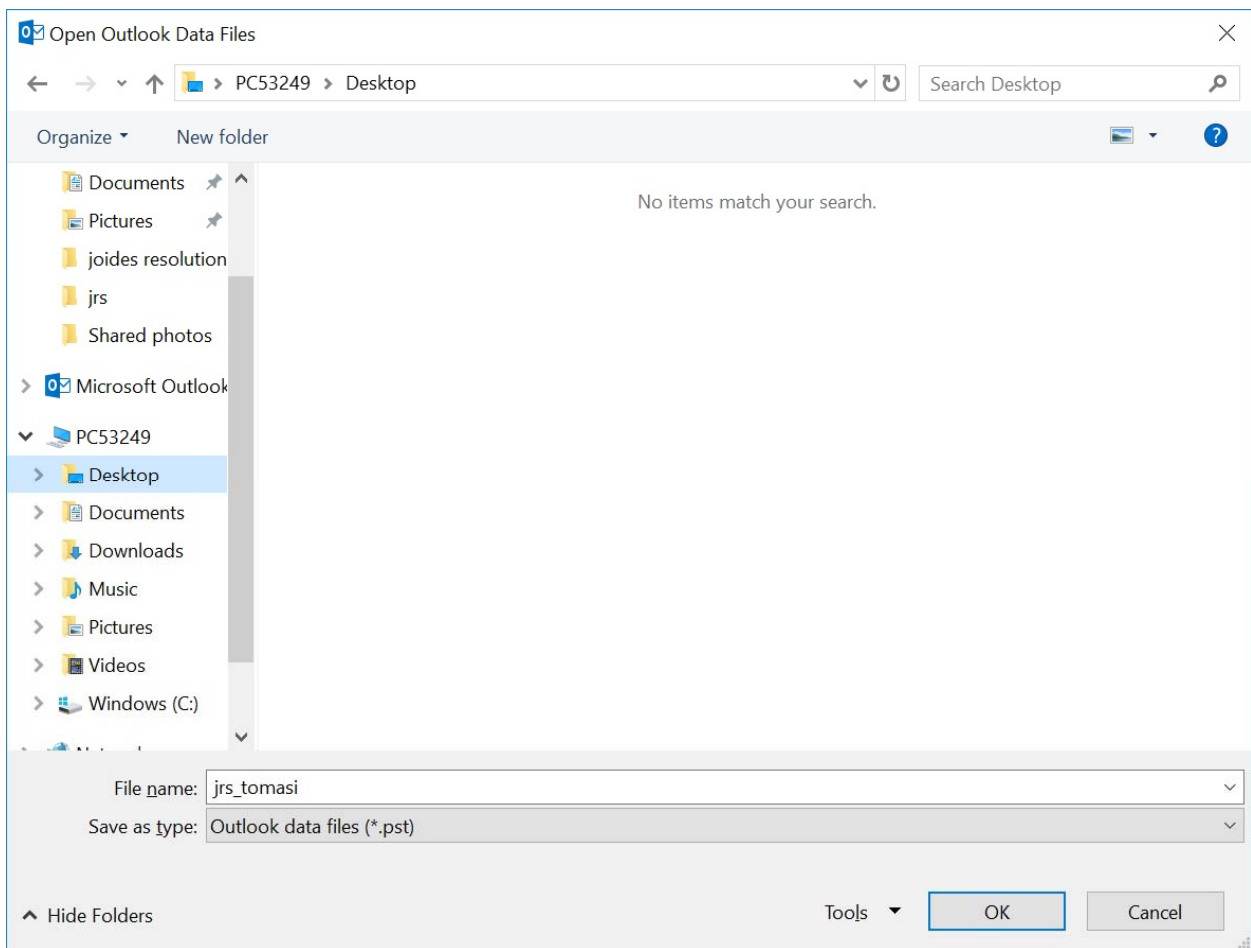 Open Outlook Data Files
PC53249 > Desktop
Search Desktop
Organize
New folder
Documents
Pictures
joides resolution
jrs
Shared photos
Microsoft Outlook
PC53249
Desktop
Documents
Downloads
Music
Pictures
Videos
Windows (C:)
No items match your search.
File name: jrs_tomasi
Save as type: Outlook data files (*.pst)
Hide Folders
Tools
OK
Cancel